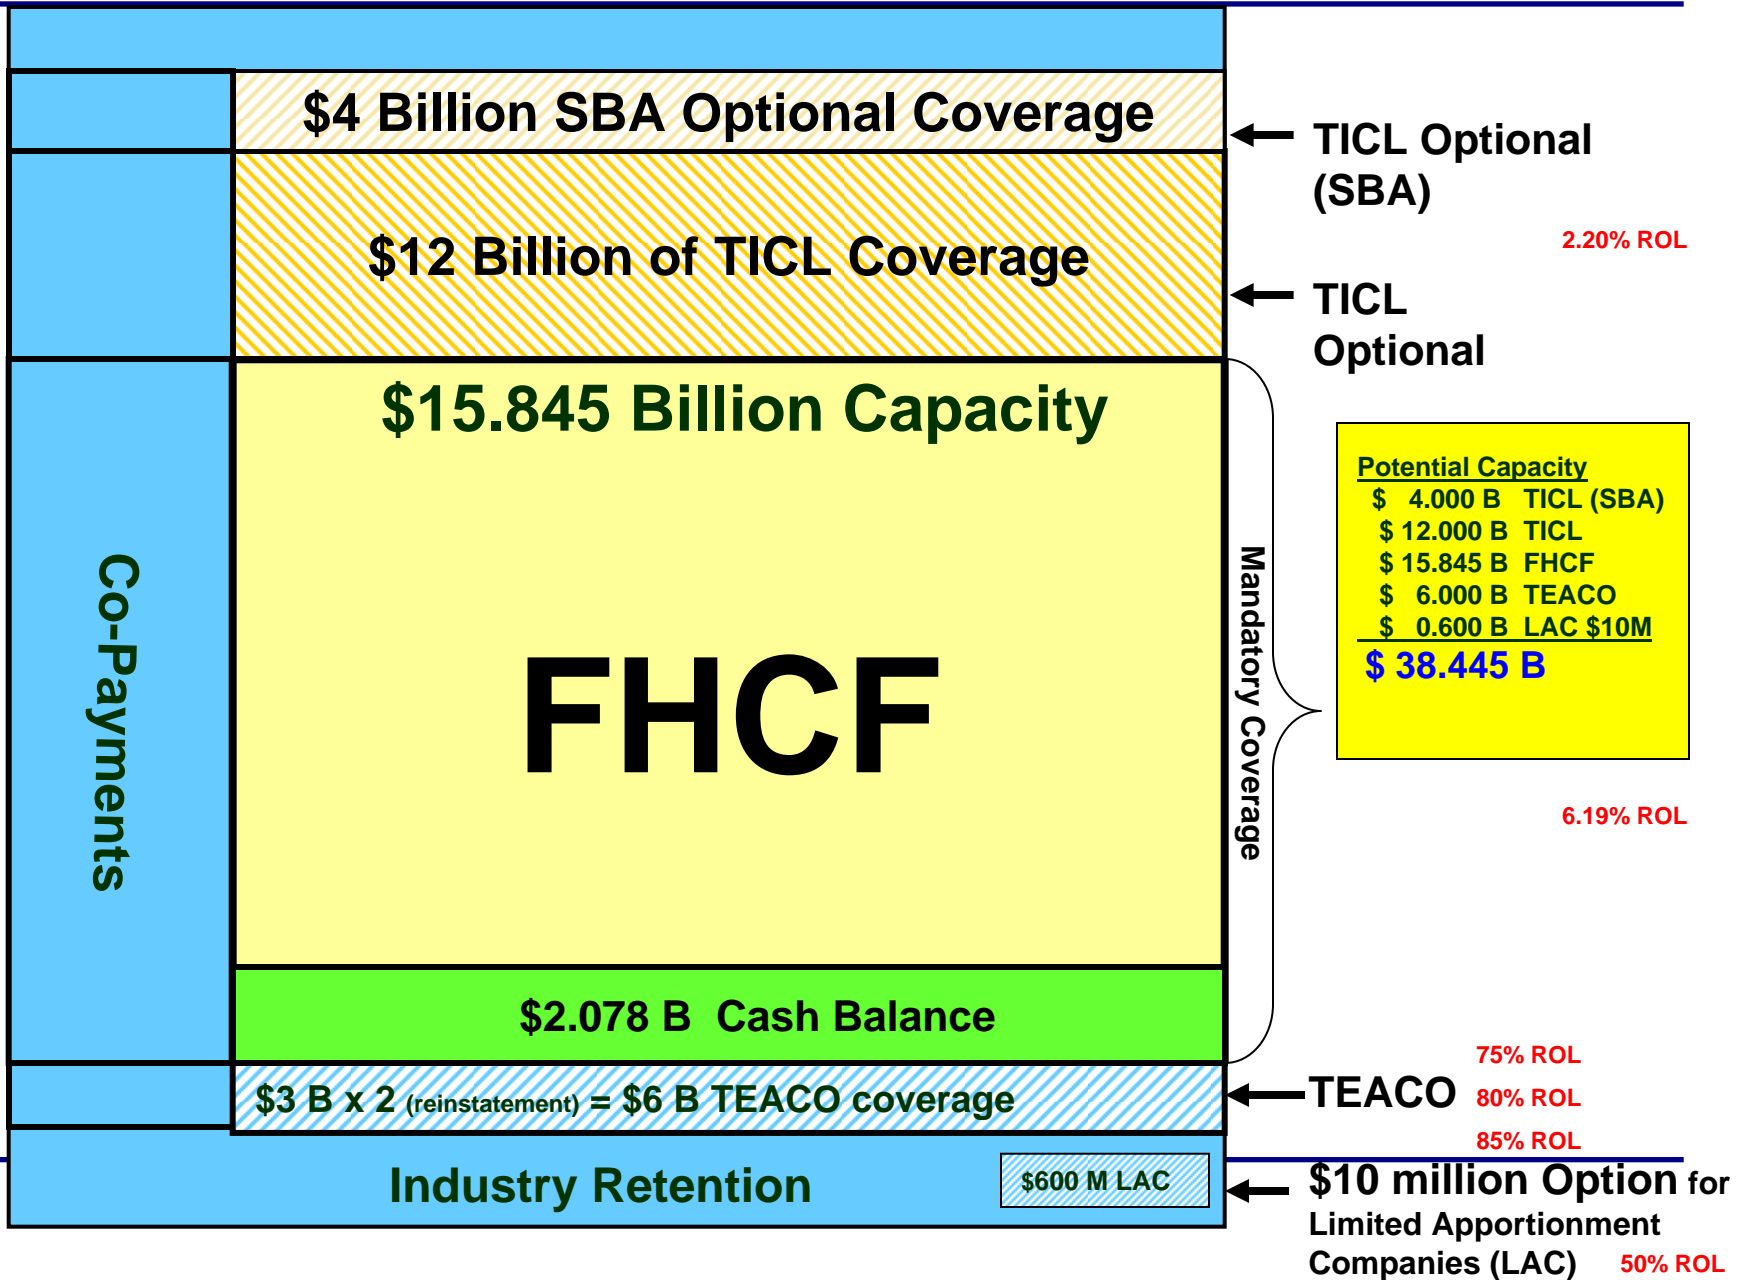 $4 Billion SBA Optional Coverage
TICL Optional
(SBA)
2.20% ROL
$12 Billion of TICL Coverage
TICL
Optional
$15.845 Billion Capacity
Potential Capacity
$ 4.000 B TICL (SBA)
$ 12.000 B TICL
$ 15.845 B FHCF
$ 6.000 B TEACO
$ 0.600 B LAC $10M
$ 38.445 B
Co-Payments
FHCF
Mandatory Coverage
6.19% ROL
$2.078 B Cash Balance
75% ROL
$3 B x 2 (reinstatement) = $6 B TEACO coverage
TEACO 80% ROL
85% ROL
Industry Retention
$600 M LAC
$10 million Option for
Limited Apportionment
Companies (LAC) 50% ROL